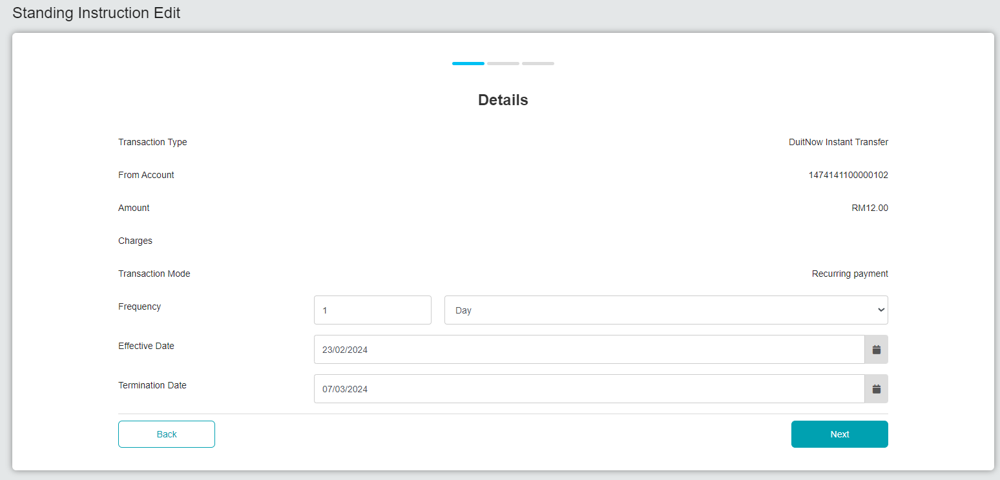 Standing Instruction Edit
Details
Transaction Type DuitNow Instant Transfer
From Account 1474141100000102
Amount RM12.00
Charges
Transaction Mode Recurring payment
Frequency 1 Day
Effective Date 23/02/2024
Termination Date 07/03/2024
Back Next